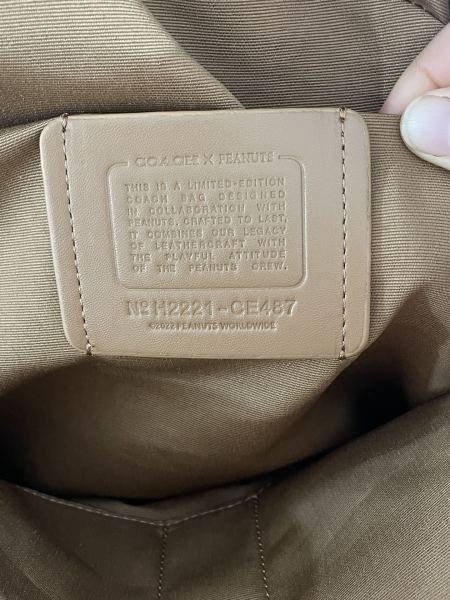 COACH X PEANUTS
THIS IS A LIMITED-EDITION
COACH BAG DESIGNED
IN COLLABORATION WITH
PEANUTS. CRAFTED TO LAST,
IT COMBINES OUR LEGACY
OF LEATHERCRAFT WITH
THE PLAYFUL ATTITUDE
OF THE PEANUTS CREW.
Nº H2221-CE487
©2022 PEANUTS WORLDWIDE